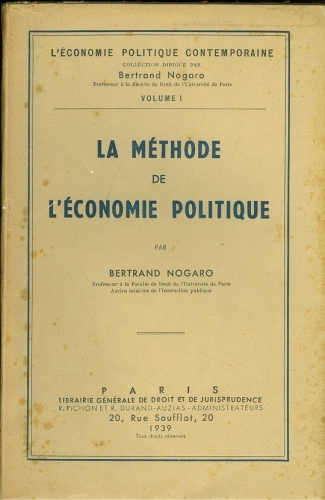 L'ÉCONOMIE POLITIQUE CONTEMPORAINE
COLLECTION DIRIGÉE PAR
Bertrand Nogaro
Professeur à la Faculté de Droit de l'Université de Paris
VOLUME I
LA MÉTHODE
DE
L'ÉCONOMIE POLITIQUE
PAR
BERTRAND NOGARO
Professeur à la Faculté de Droit de l'Université de Paris
Ancien ministre de l'Instruction publique
PARIS
LIBRAIRIE GÉNÉRALE DE DROIT ET DE JURISPRUDENCE
R. PICHON ET R. DURAND-AUZIAS - ADMINISTRATEURS
20, Rue Soufflot, 20
1939
Tous droits réservés